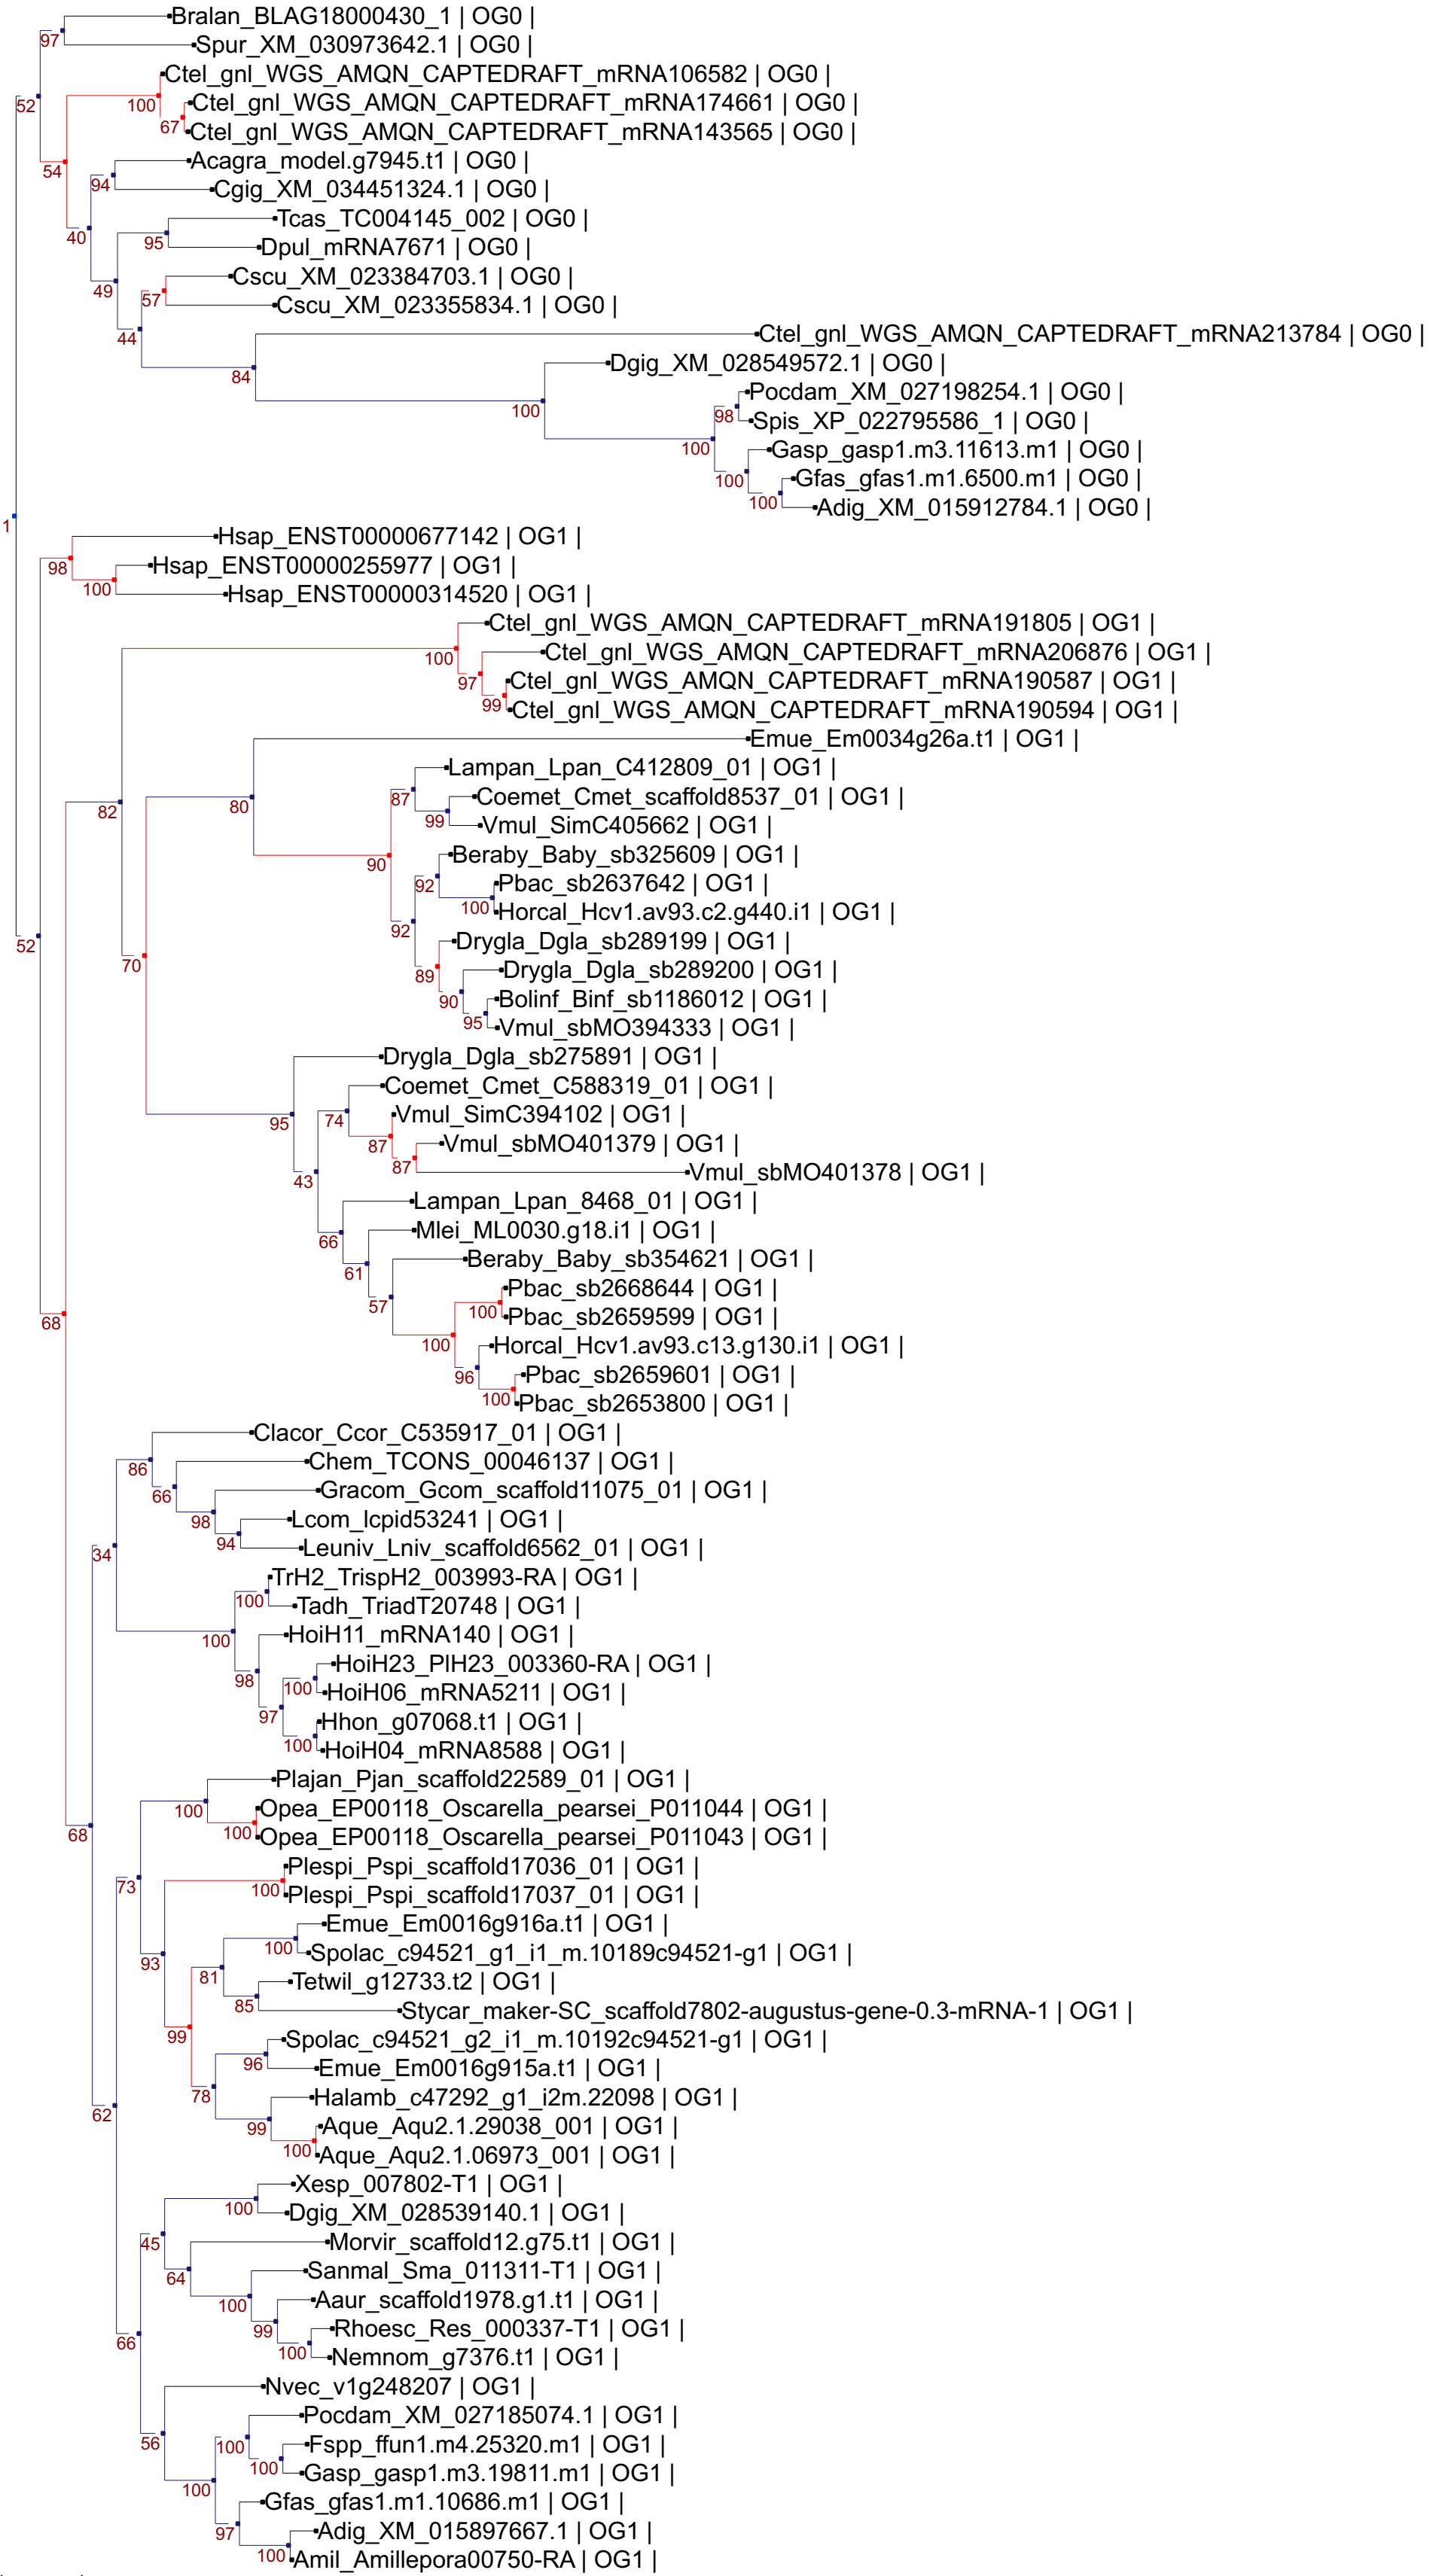 Bralan_BLAG18000430_1 | OG0 |
97
Spur_XM_030973642.1 | OG0 |
Ctel_gnl_WGS_AMQN_CAPTEDRAFT_mRNA106582 | OG0 |
52
100
Ctel_gnl_WGS_AMQN_CAPTEDRAFT_mRNA174661 | OG0 |
67
Ctel_gnl_WGS_AMQN_CAPTEDRAFT_mRNA143565 | OG0 |
54
Acagra_model.g7945.t1 | OG0 |
94
Cgig_XM_034451324.1 | OG0 |
40
Tcas_TC004145_002 | OG0 |
95
Dpul_mRNA7671 | OG0 |
49
Cscu_XM_023384703.1 | OG0 |
57
Cscu_XM_023355834.1 | OG0 |
44
Ctel_gnl_WGS_AMQN_CAPTEDRAFT_mRNA213784 | OG0 |
84
Dgig_XM_028549572.1 | OG0 |
100
Pocdam_XM_027198254.1 | OG0 |
98
Spis_XP_022795586_1 | OG0 |
100
Gasp_gasp1.m3.11613.m1 | OG0 |
100
Gfas_gfas1.m1.6500.m1 | OG0 |
100
Adig_XM_015912784.1 | OG0 |
1
Hsap_ENST00000677142 | OG1 |
98
Hsap_ENST00000255977 | OG1 |
100
Hsap_ENST00000314520 | OG1 |
Ctel_gnl_WGS_AMQN_CAPTEDRAFT_mRNA191805 | OG1 |
100
Ctel_gnl_WGS_AMQN_CAPTEDRAFT_mRNA206876 | OG1 |
97
Ctel_gnl_WGS_AMQN_CAPTEDRAFT_mRNA190587 | OG1 |
99
Ctel_gnl_WGS_AMQN_CAPTEDRAFT_mRNA190594 | OG1 |
Emue_Em0034g26a.t1 | OG1 |
Lampan_Lpan_C412809_01 | OG1 |
82
80
87
Coemet_Cmet_scaffold8537_01 | OG1 |
99
Vmul_SimC405662 | OG1 |
90
Beraby_Baby_sb325609 | OG1 |
92
Pbac_sb2637642 | OG1 |
100
Horcal_Hcv1.av93.c2.g440.i1 | OG1 |
92
52
Drygla_Dgla_sb289199 | OG1 |
70
89
Drygla_Dgla_sb289200 | OG1 |
90
Bolinf_Binf_sb1186012 | OG1 |
95
Vmul_sbMO394333 | OG1 |
Drygla_Dgla_sb275891 | OG1 |
Coemet_Cmet_C588319_01 | OG1 |
95
74
Vmul_SimC394102 | OG1 |
87
Vmul_sbMO401379 | OG1 |
87
Vmul_sbMO401378 | OG1 |
43
Lampan_Lpan_8468_01 | OG1 |
Mlei_ML0030.g18.i1 | OG1 |
66
Beraby_Baby_sb354621 | OG1 |
61
Pbac_sb2668644 | OG1 |
57
100
Pbac_sb2659599 | OG1 |
68
100
Horcal_Hcv1.av93.c13.g130.i1 | OG1 |
96
Pbac_sb2659601 | OG1 |
100
Pbac_sb2653800 | OG1 |
Clacor_Ccor_C535917_01 | OG1 |
86
Chem_TCONS_00046137 | OG1 |
66
Gracom_Gcom_scaffold11075_01 | OG1 |
98
Lcom_lcpid53241 | OG1 |
94
Leuniv_Lniv_scaffold6562_01 | OG1 |
34
TrH2_TrispH2_003993-RA | OG1 |
100
Tadh_TriadT20748 | OG1 |
100
HoiH11_mRNA140 | OG1 |
98
HoiH23_PlH23_003360-RA | OG1 |
100
HoiH06_mRNA5211 | OG1 |
97
Hhon_g07068.t1 | OG1 |
100
HoiH04_mRNA8588 | OG1 |
Plajan_Pjan_scaffold22589_01 | OG1 |
100
Opea_EP00118_Oscarella_pearsei_P011044 | OG1 |
68
100
Opea_EP00118_Oscarella_pearsei_P011043 | OG1 |
Plespi_Pspi_scaffold17036_01 | OG1 |
73
100
Plespi_Pspi_scaffold17037_01 | OG1 |
Emue_Em0016g916a.t1 | OG1 |
100
Spolac_c94521_g1_i1_m.10189c94521-g1 | OG1 |
93
81
Tetwil_g12733.t2 | OG1 |
85
Stycar_maker-SC_scaffold7802-augustus-gene-0.3-mRNA-1 | OG1 |
99
Spolac_c94521_g2_i1_m.10192c94521-g1 | OG1 |
96
Emue_Em0016g915a.t1 | OG1 |
78
Halamb_c47292_g1_i2m.22098 | OG1 |
62
99
Aque_Aqu2.1.29038_001 | OG1 |
100
Aque_Aqu2.1.06973_001 | OG1 |
Xesp_007802-T1 | OG1 |
100
Dgig_XM_028539140.1 | OG1 |
45
Morvir_scaffold12.g75.t1 | OG1 |
64
Sanmal_Sma_011311-T1 | OG1 |
100
Aaur_scaffold1978.g1.t1 | OG1 |
99
Rhoesc_Res_000337-T1 | OG1 |
66
100
Nemnom_g7376.t1 | OG1 |
Nvec_v1g248207 | OG1 |
Pocdam_XM_027185074.1 | OG1 |
56
100
Fspp_ffun1.m4.25320.m1 | OG1 |
100
Gasp_gasp1.m3.19811.m1 | OG1 |
100
Gfas_gfas1.m1.10686.m1 | OG1 |
97
Adig_XM_015897667.1 | OG1 |
100
Amil_Amillepora00750-RA | OG1 |